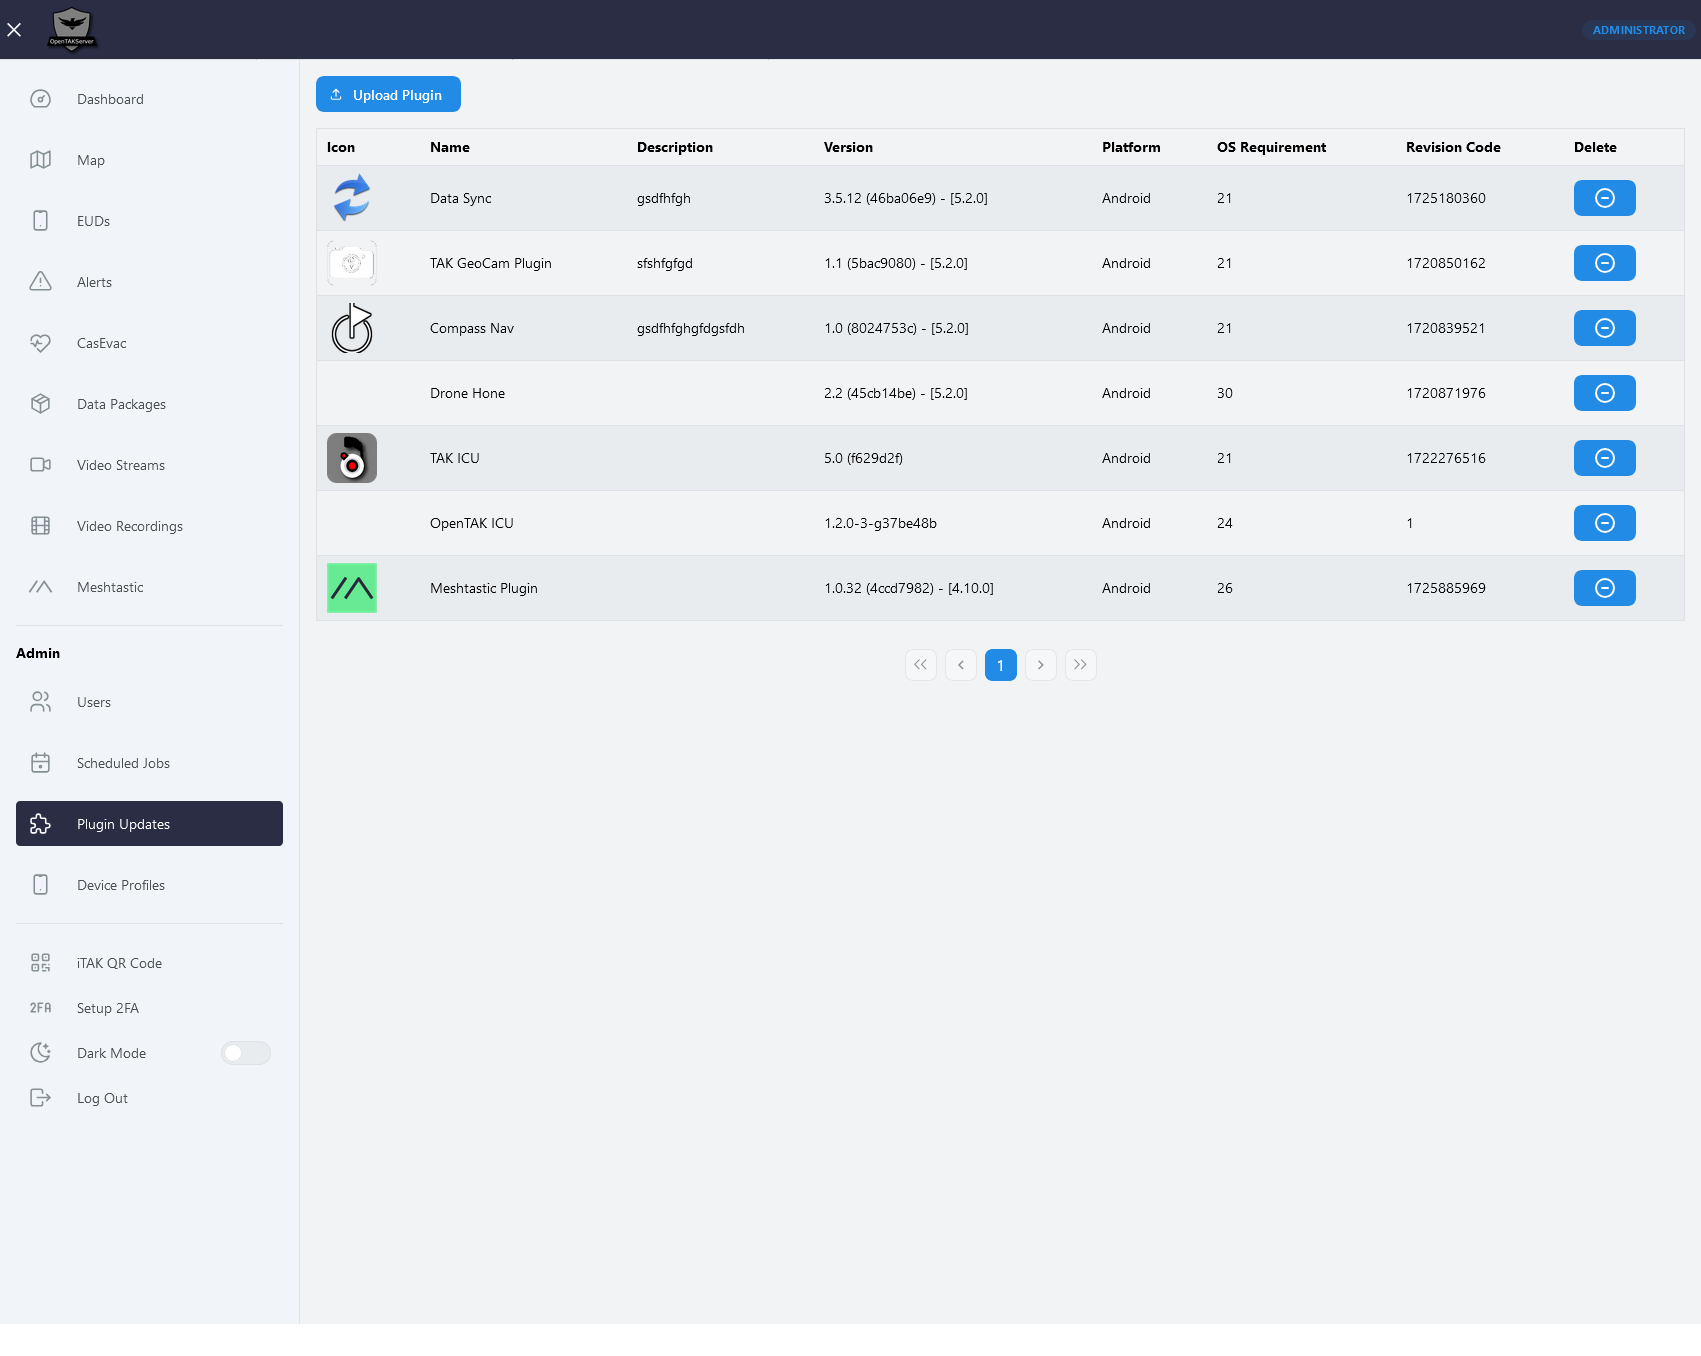 OpenTAKServer
ADMINISTRATOR
Dashboard
Map
EUDs
Alerts
CasEvac
Data Packages
Video Streams
Video Recordings
Meshtastic
Admin
Users
Scheduled Jobs
Plugin Updates
Device Profiles
iTAK QR Code
2FA Setup 2FA
Dark Mode
Log Out
Upload Plugin
Icon Name Description Version Platform OS Requirement Revision Code Delete
Data Sync gsdfhfgh 3.5.12 (46ba06e9) - [5.2.0] Android 21 1725180360
TAK GeoCam Plugin sfshfgfgd 1.1 (5bac9080) - [5.2.0] Android 21 1720850162
Compass Nav gsdfhfghgfdgsfdh 1.0 (8024753c) - [5.2.0] Android 21 1720839521
Drone Hone 2.2 (45cb14be) - [5.2.0] Android 30 1720871976
TAK ICU 5.0 (f629d2f) Android 21 1722276516
OpenTAK ICU 1.2.0-3-g37be48b Android 24 1
Meshtastic Plugin 1.0.32 (4ccd7982) - [4.10.0] Android 26 1725885969
1